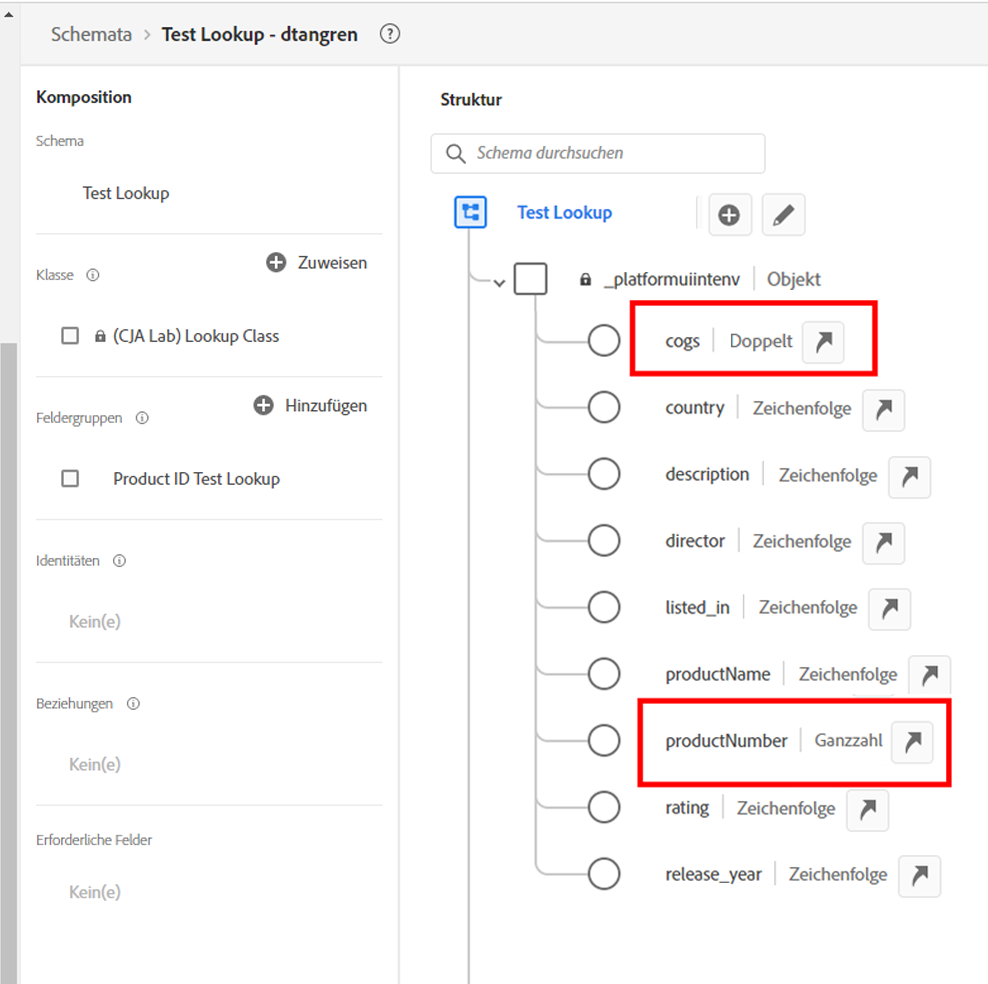 Schemata > Test Lookup - dtangren ?
Komposition
Schema
Test Lookup
Klasse
Zuweisen
(CJA Lab) Lookup Class
Feldergruppen
Hinzufügen
Product ID Test Lookup
Identitäten
Kein(e)
Beziehungen
Kein(e)
Erforderliche Felder
Kein(e)
Struktur
Schema durchsuchen
Test Lookup
_platformuiintenv Objekt
cogs Doppelt
country Zeichenfolge
description Zeichenfolge
director Zeichenfolge
listed_in Zeichenfolge
productName Zeichenfolge
productNumber Ganzzahl
rating Zeichenfolge
release_year Zeichenfolge